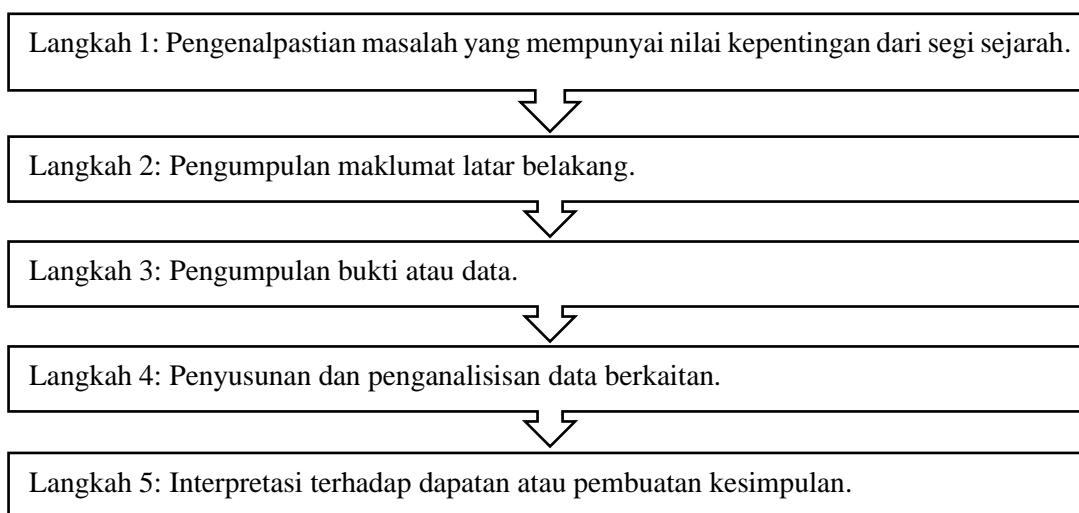 Langkah 1: Pengenalpastian masalah yang mempunyai nilai kepentingan dari segi sejarah.
Langkah 2: Pengumpulan maklumat latar belakang.
Langkah 3: Pengumpulan bukti atau data.
Langkah 4: Penyusunan dan penganalisisan data berkaitan.
Langkah 5: Interpretasi terhadap dapatan atau pembuatan kesimpulan.